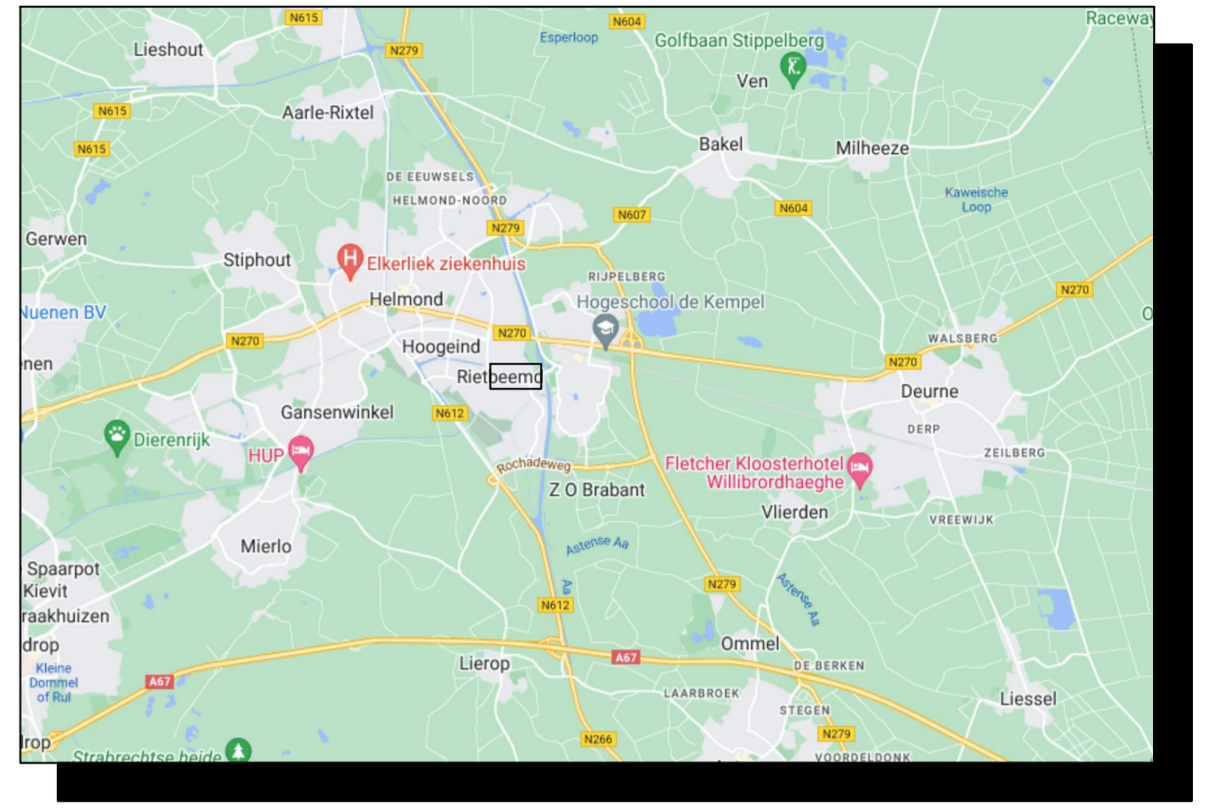 N615
N604
Raceway
Esperloop
Golfbaan Stippelberg
Lieshout
N279
Ven
N615
Aarle-Rixtel
N615
Bakel
Milheeze
DE EEUWSELS
HELMOND-NOORD
Kaweische
Loop
N607
N604
N279
Gerwen
Stiphout
Elkerliek ziekenhuis
RIJPELBERG
N270
Helmond
Hogeschool de Kempel
Nuenen BV
O
N270
N270
WALSBERG
Hoogeind
nen
N270
Rietbeemd
Deurne
Gansenwinkel
N612
DERP
Dierenrijk
HUP
ZEILBERG
Rochadeweg
Fletcher Kloosterhotel
Willibrordhaeghe
Z O Brabant
Vlierden
VREEWIJK
Mierlo
Astense Aa
Spaarpot
Kievit
Aa
N279
Astense Aa
N612
raakhuizen
drop
Ommel
Kleine
Dommel
of Rul
Lierop
A67
DE BERKEN
A67
LAARBROEK
Liessel
STEGEN
N266
N279
rop
Strabrechtse heide
VOORDELDONK